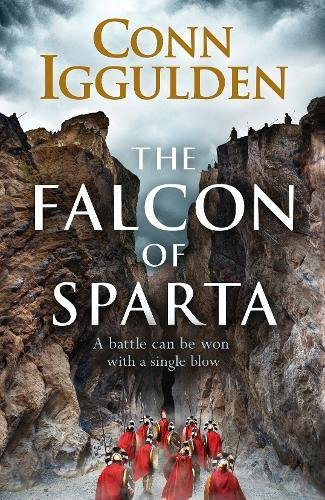 CONN
IGGULDEN
THE
FALCON
OF
SPARTA
A battle can be won
with a single blow